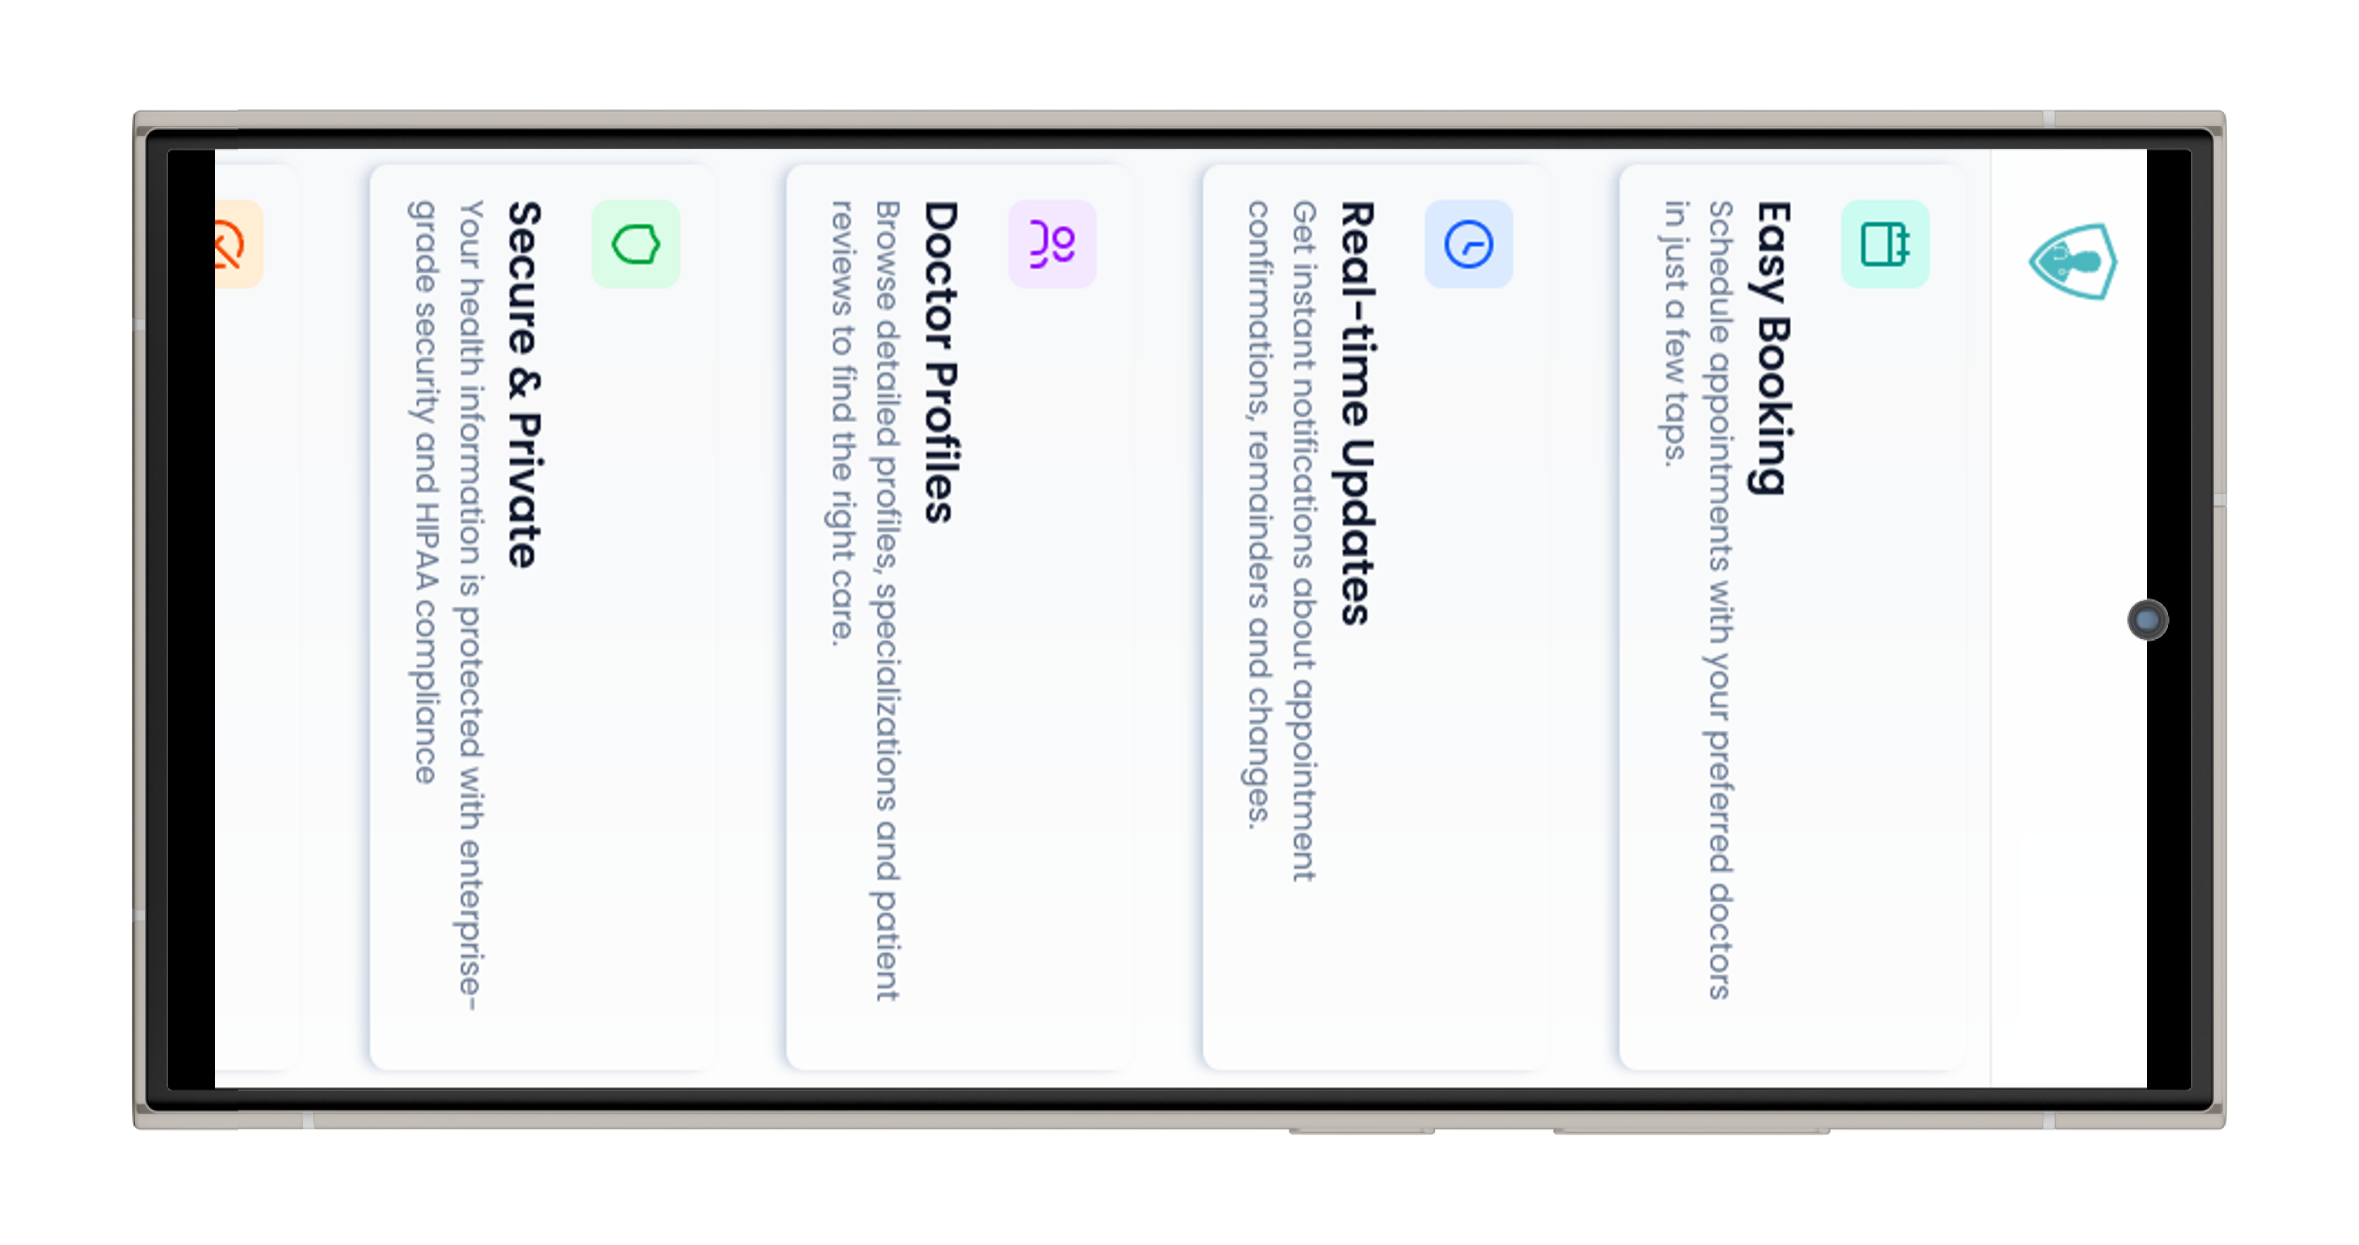 Easy Booking
Schedule appointments with your preferred doctors
in just a few taps.
Real-time Updates
Get instant notifications about appointment
confirmations, remainders and changes.
Doctor Profiles
Browse detailed profiles, specializations and patient
reviews to find the right care.
Secure & Private
Your health information is protected with enterprise-
grade security and HIPAA compliance